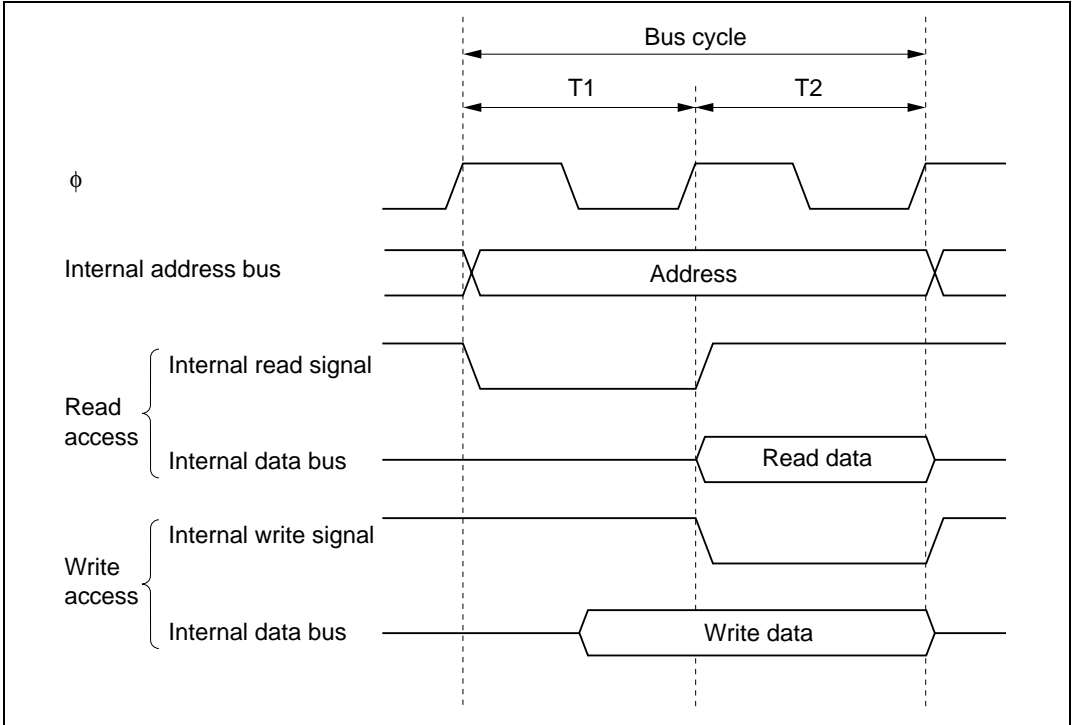 Bus cycle
T1
T2
ϕ
Internal address bus
Address
Internal read signal
Read
access
Internal data bus
Read data
Internal write signal
Write
access
Internal data bus
Write data